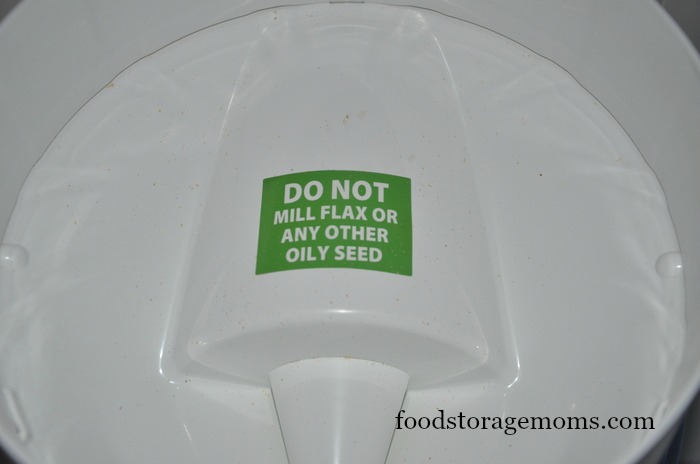 DO NOT
MILL FLAX OR
ANY OTHER
OILY SEED
foodstoragemoms.com